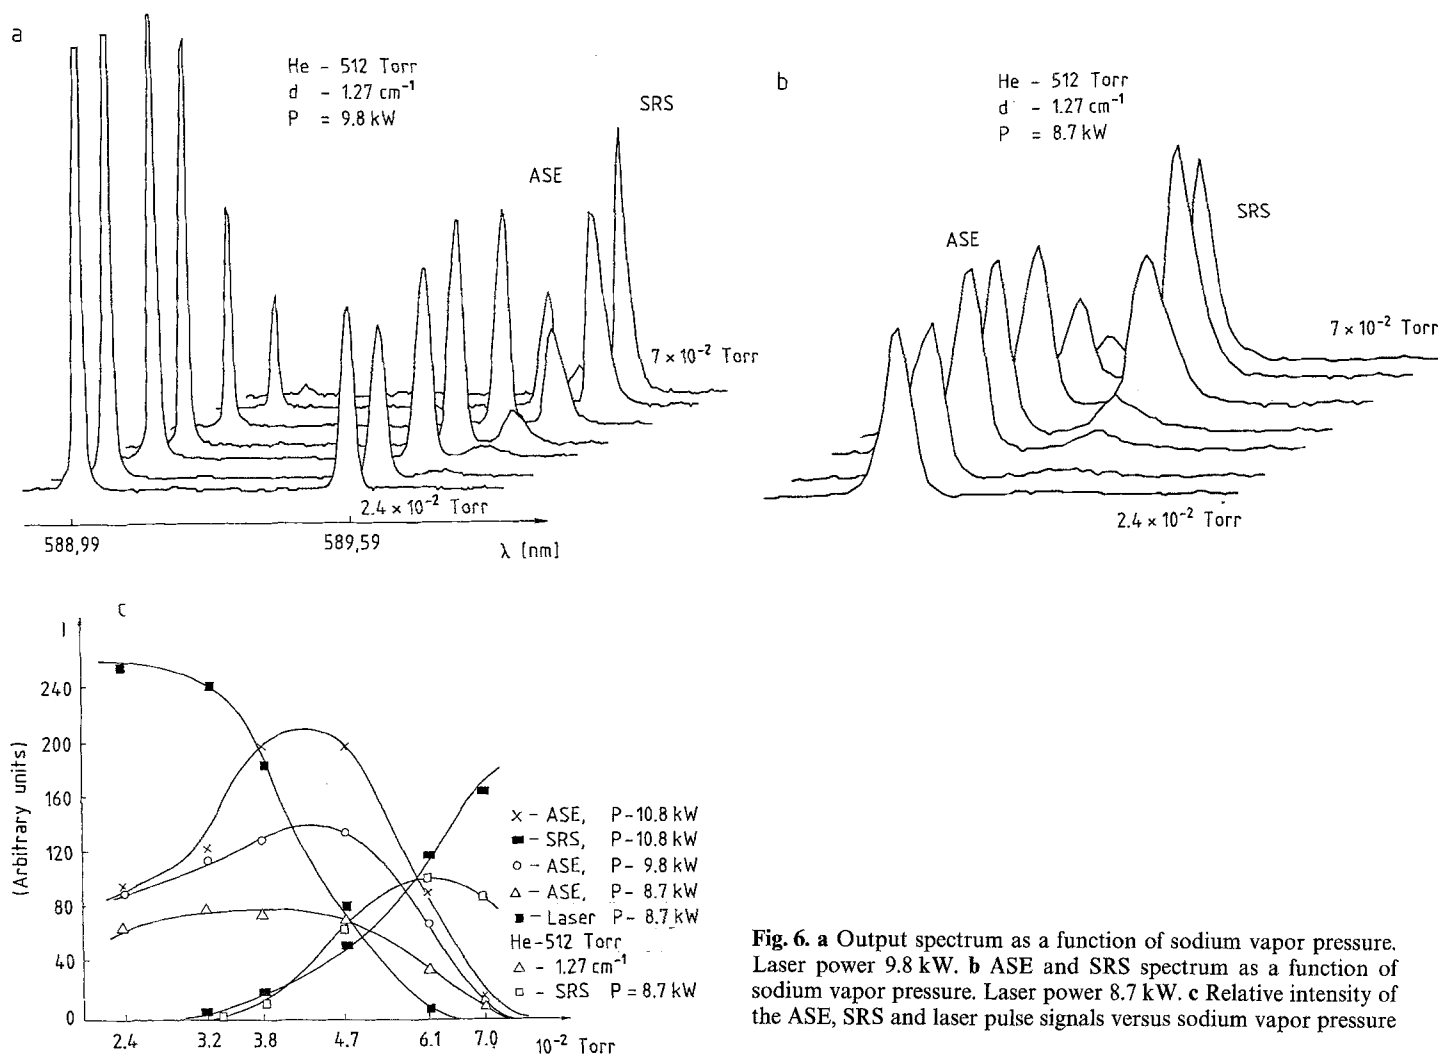 a
He - 512 Torr
d - 1.27 cm⁻¹
P = 9.8 kW
SRS
ASE
7 × 10⁻² Torr
2.4 × 10⁻² Torr
588,99
589,59
λ [nm]
b
He - 512 Torr
d - 1.27 cm⁻¹
P = 8.7 kW
ASE
SRS
7 × 10⁻² Torr
2.4 × 10⁻² Torr
c
I
(Arbitrary units)
240
200
160
120
80
40
0
2.4 3.2 3.8 4.7 6.1 7.0 10⁻² Torr
× - ASE, P - 10.8 kW
■ - SRS, P - 10.8 kW
○ - ASE, P - 9.8 kW
△ - ASE, P - 8.7 kW
■ - Laser P - 8.7 kW
He - 512 Torr
△ - 1.27 cm⁻¹
□ - SRS P = 8.7 kW
Fig. 6. a Output spectrum as a function of sodium vapor pressure.
Laser power 9.8 kW. b ASE and SRS spectrum as a function of
sodium vapor pressure. Laser power 8.7 kW. c Relative intensity of
the ASE, SRS and laser pulse signals versus sodium vapor pressure